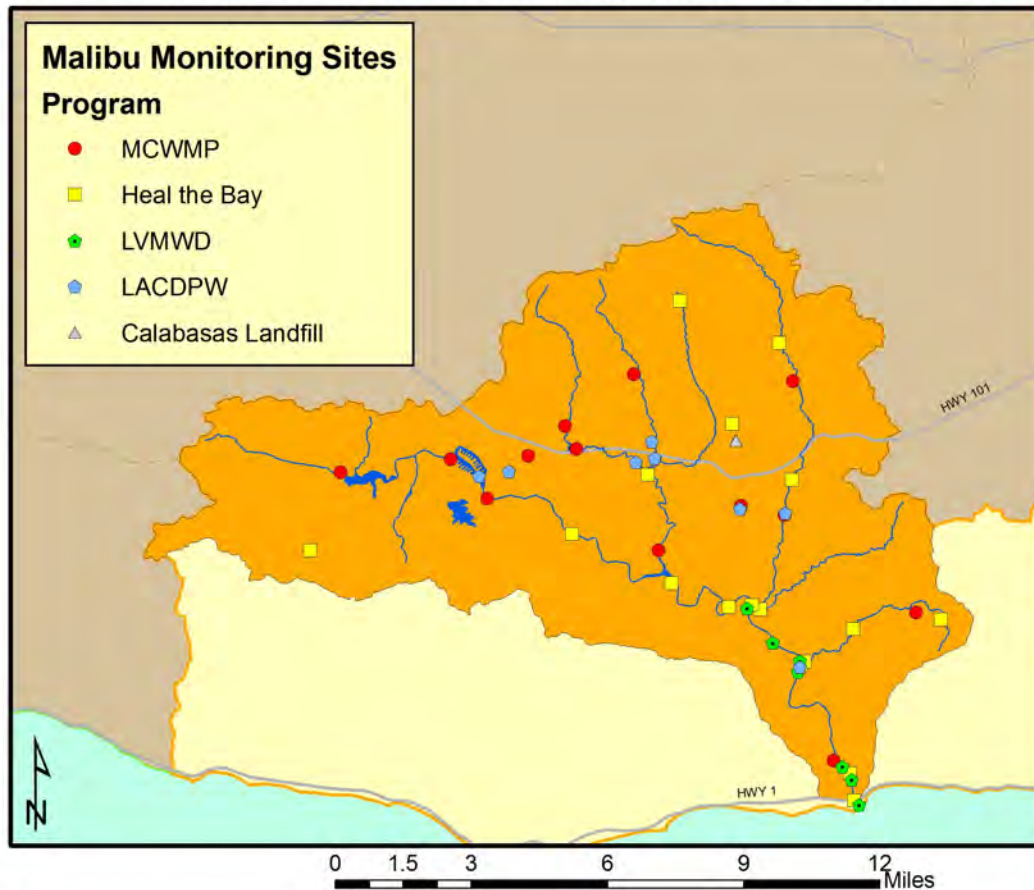 Malibu Monitoring Sites
Program
MCWMP
Heal the Bay
LVMWD
LACDPW
Calabasas Landfill
HWY 101
HWY 1
N
0 1.5 3 6 9 12
Miles